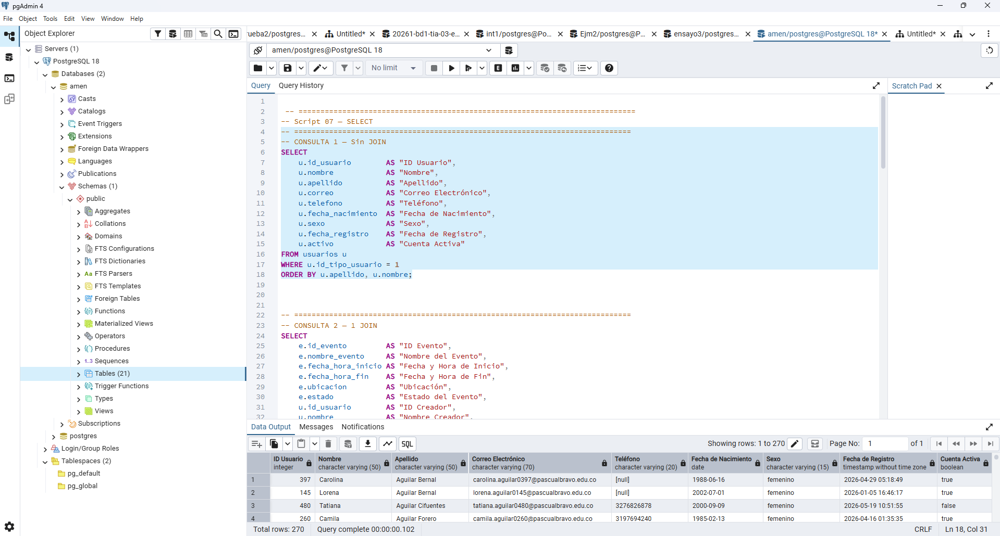 pgAdmin 4
File Object Tools Edit View Window Help
Object Explorer
rueba2/postgres... Untitled* 20261-bd1-tia-03-e... int1/postgres@Po... Ejm2/postgres@P... ensayo3/postgres... amen/postgres@PostgreSQL 18* Untitled*
Servers (1)
PostgreSQL 18
Databases (2)
amen
Casts
Catalogs
Event Triggers
Extensions
Foreign Data Wrappers
Languages
Publications
Schemas (1)
public
Aggregates
Collations
Domains
FTS Configurations
FTS Dictionaries
FTS Parsers
FTS Templates
Foreign Tables
Functions
Materialized Views
Operators
Procedures
1..3 Sequences
Tables (21)
Trigger Functions
Types
Views
Subscriptions
postgres
Login/Group Roles
Tablespaces (2)
pg_default
pg_global
amen/postgres@PostgreSQL 18
No limit
Query Query History
Scratch Pad
1
2 -- =============================================================================
3 -- Script 07 — SELECT
4 -- =============================================================================
5 -- CONSULTA 1 — Sin JOIN
6 SELECT
7 u.id_usuario AS "ID Usuario",
8 u.nombre AS "Nombre",
9 u.apellido AS "Apellido",
10 u.correo AS "Correo Electrónico",
11 u.telefono AS "Teléfono",
12 u.fecha_nacimiento AS "Fecha de Nacimiento",
13 u.sexo AS "Sexo",
14 u.fecha_registro AS "Fecha de Registro",
15 u.activo AS "Cuenta Activa"
16 FROM usuarios u
17 WHERE u.id_tipo_usuario = 1
18 ORDER BY u.apellido, u.nombre;
19
20
21
22 -- =============================================================================
23 -- CONSULTA 2 — 1 JOIN
24 SELECT
25 e.id_evento AS "ID Evento",
26 e.nombre_evento AS "Nombre del Evento",
27 e.fecha_hora_inicio AS "Fecha y Hora de Inicio",
28 e.fecha_hora_fin AS "Fecha y Hora de Fin",
29 e.ubicacion AS "Ubicación",
30 e.estado AS "Estado del Evento",
31 u.id_usuario AS "ID Creador",
32 u.nombre AS "Nombre Creador",
Data Output Messages Notifications
SQL
Showing rows: 1 to 270 Page No: 1 of 1
ID Usuario Nombre Apellido Correo Electrónico Teléfono Fecha de Nacimiento Sexo Fecha de Registro Cuenta Activa
integer character varying (50) character varying (50) character varying (70) character varying (20) date character varying (15) timestamp without time zone boolean
1 397 Carolina Aguilar Bernal carolina.aguilar0397@pascualbravo.edu.co [null] 1988-06-16 femenino 2026-04-29 05:18:49 true
2 145 Lorena Aguilar Bernal lorena.aguilar0145@pascualbravo.edu.co [null] 2002-07-01 femenino 2026-01-05 16:46:17 true
3 480 Tatiana Aguilar Cifuentes tatiana.aguilar0480@pascualbravo.edu.co 3276826878 2000-09-09 femenino 2026-05-19 10:51:55 false
4 260 Camila Aguilar Forero camila.aguilar0260@pascualbravo.edu.co 3197694240 1985-02-13 femenino 2026-04-16 01:35:35 true
Total rows: 270 Query complete 00:00:00.102 CRLF Ln 18, Col 31